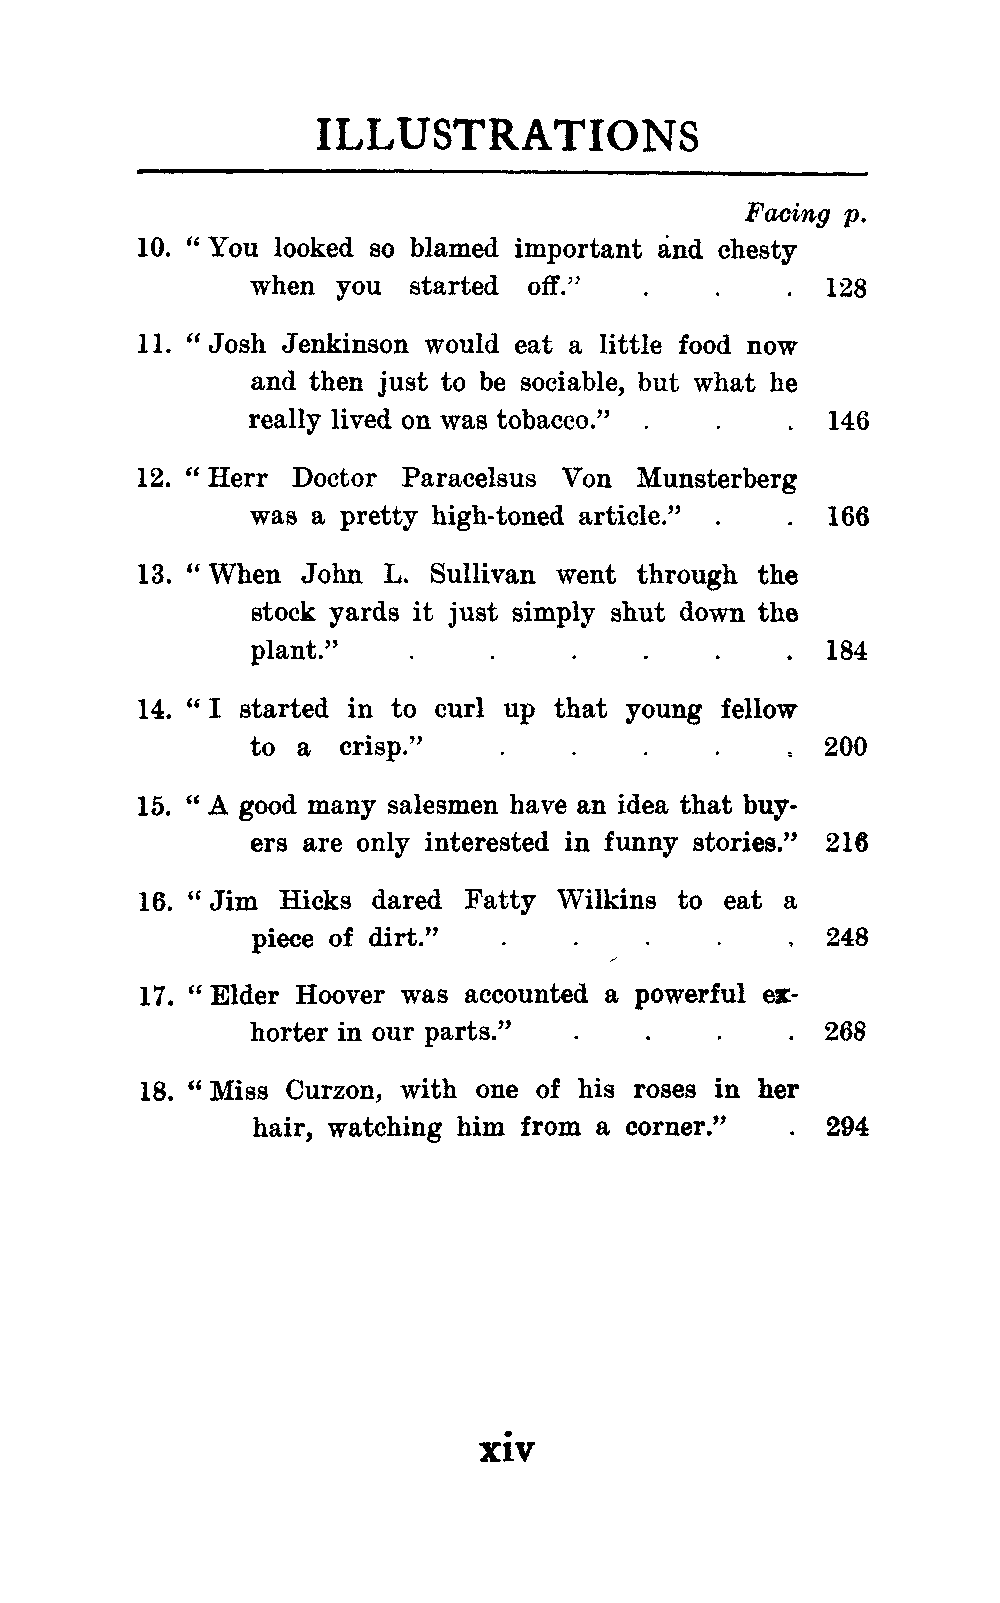 ILLUSTRATIONS
Facing p.
10. “ You looked so blamed important and chesty
when you started off.” . . . 128
11. “ Josh Jenkinson would eat a little food now
and then just to be sociable, but what he
really lived on was tobacco.” . . . 146
12. “ Herr Doctor Paracelsus Von Munsterberg
was a pretty high-toned article.” . . 166
13. “ When John L. Sullivan went through the
stock yards it just simply shut down the
plant.” . . . . . . 184
14. “ I started in to curl up that young fellow
to a crisp.” . . . . . 200
15. “ A good many salesmen have an idea that buy-
ers are only interested in funny stories.” 216
16. “ Jim Hicks dared Fatty Wilkins to eat a
piece of dirt.” . . . . . 248
17. “ Elder Hoover was accounted a powerful ex-
horter in our parts.” . . . . 268
18. “ Miss Curzon, with one of his roses in her
hair, watching him from a corner.” . 294
xiv